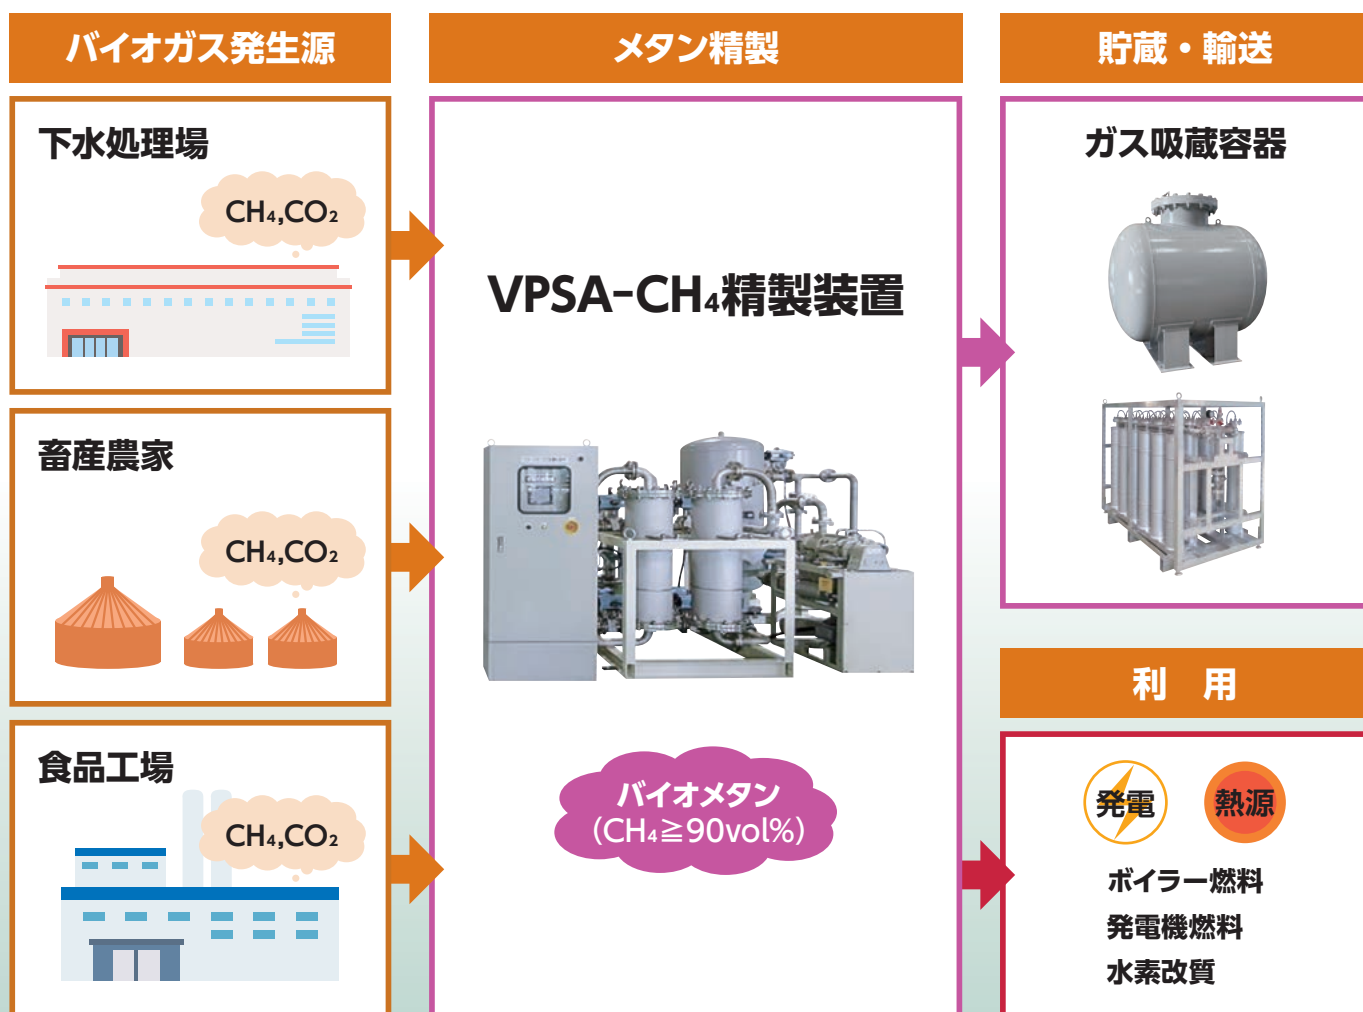 バイオガス発生源
下水処理場
CH₄,CO₂
畜産農家
CH₄,CO₂
食品工場
CH₄,CO₂
メタン精製
VPSA-CH₄精製装置
バイオメタン
(CH₄≧90vol%)
貯蔵・輸送
ガス吸蔵容器
利 用
発電
熱源
ボイラー燃料
発電機燃料
水素改質